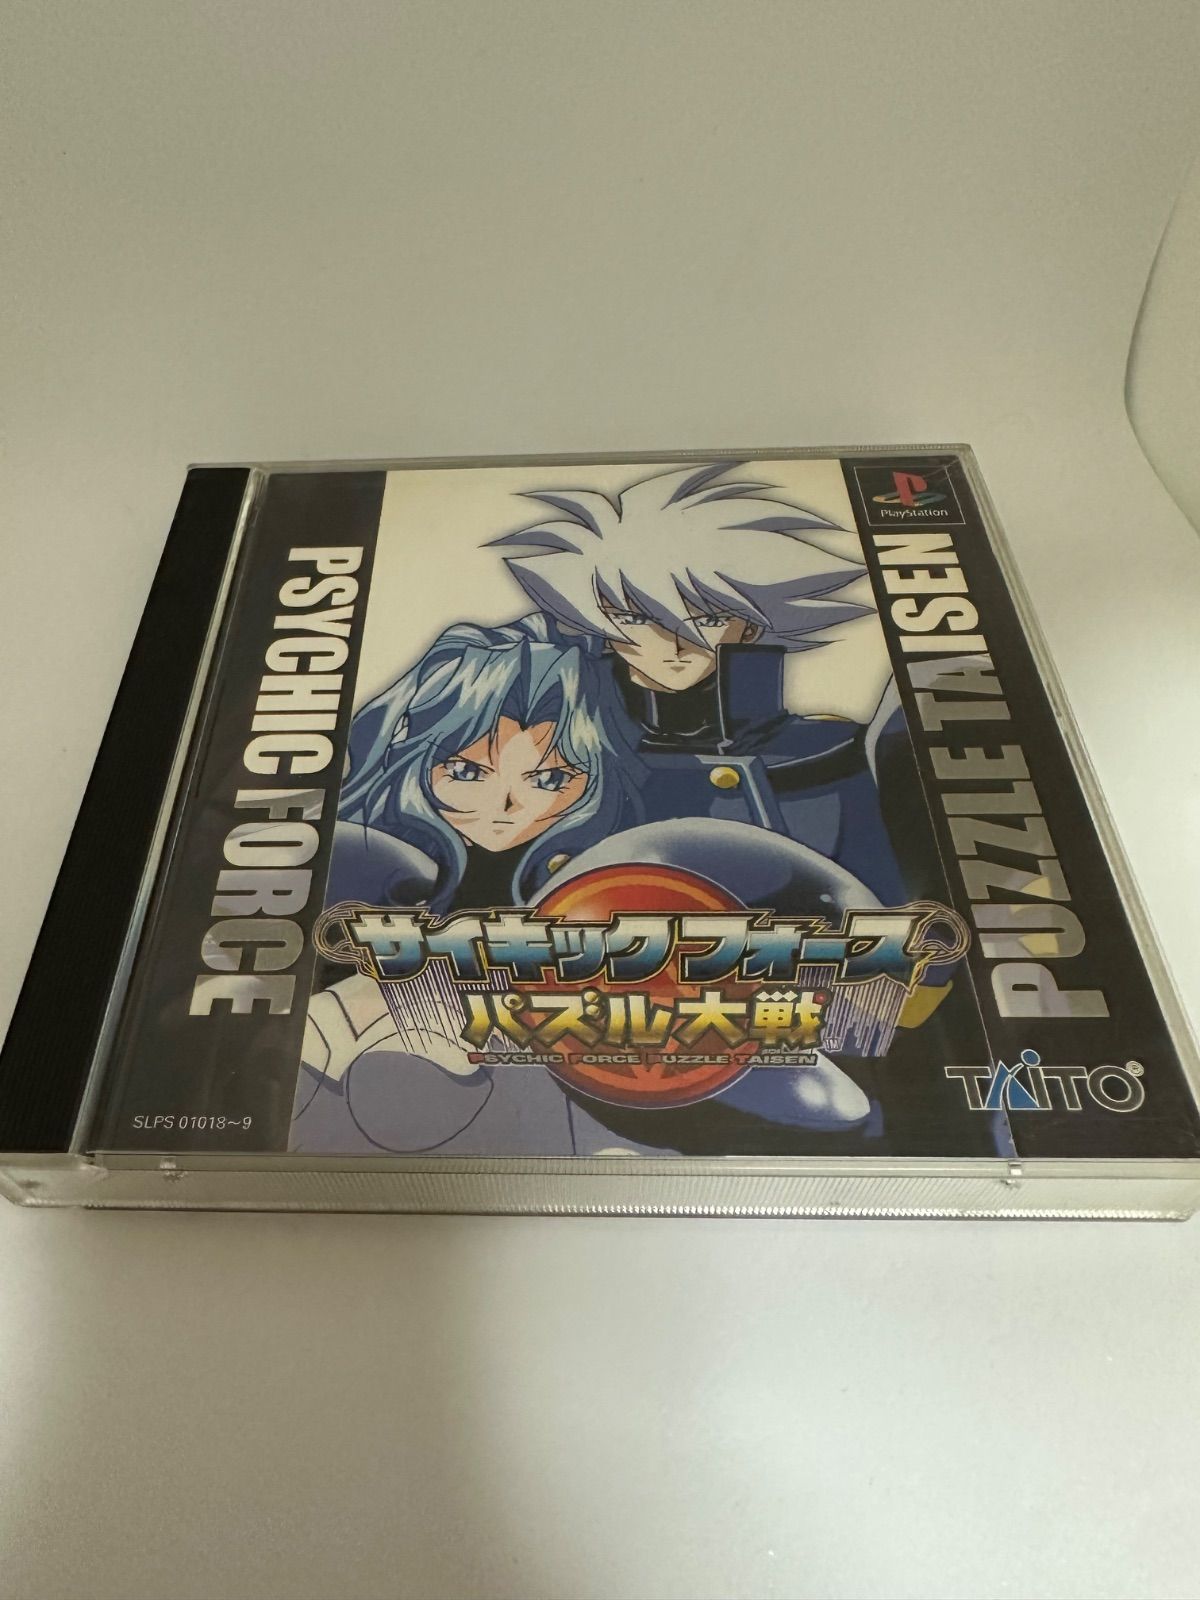 PlayStation
PSYCHIC FORCE
PUZZLE TAISEN
サイキックフォース
パズル大戦
TM
PSYCHIC FORCE PUZZLE TAISEN
TAITO©
SLPS 01018~9